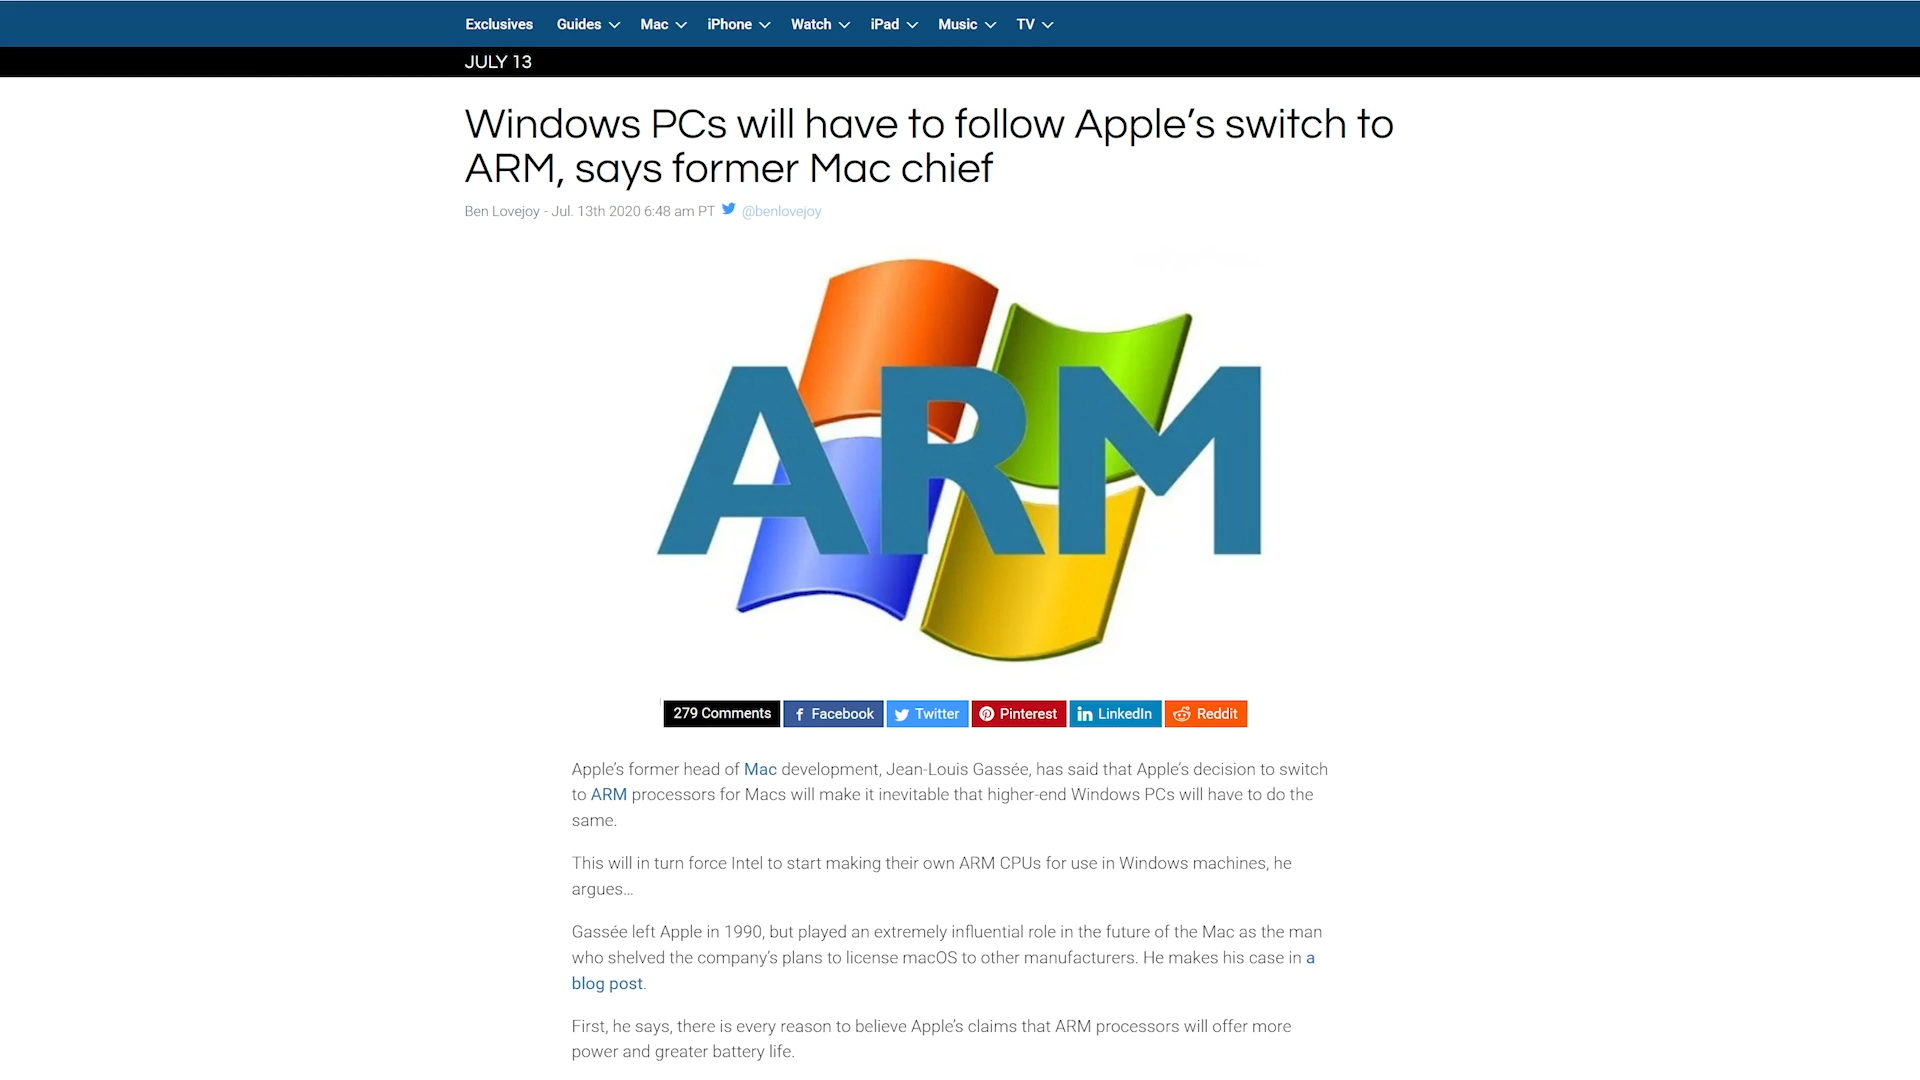 Exclusives Guides Mac iPhone Watch iPad Music TV
JULY 13
Windows PCs will have to follow Apple’s switch to
ARM, says former Mac chief
Ben Lovejoy - Jul. 13th 2020 6:48 am PT @benlovejoy
ARM
279 Comments Facebook Twitter Pinterest LinkedIn Reddit
Apple’s former head of Mac development, Jean-Louis Gassée, has said that Apple’s decision to switch
to ARM processors for Macs will make it inevitable that higher-end Windows PCs will have to do the
same.
This will in turn force Intel to start making their own ARM CPUs for use in Windows machines, he
argues…
Gassée left Apple in 1990, but played an extremely influential role in the future of the Mac as the man
who shelved the company’s plans to license macOS to other manufacturers. He makes his case in a
blog post.
First, he says, there is every reason to believe Apple’s claims that ARM processors will offer more
power and greater battery life.